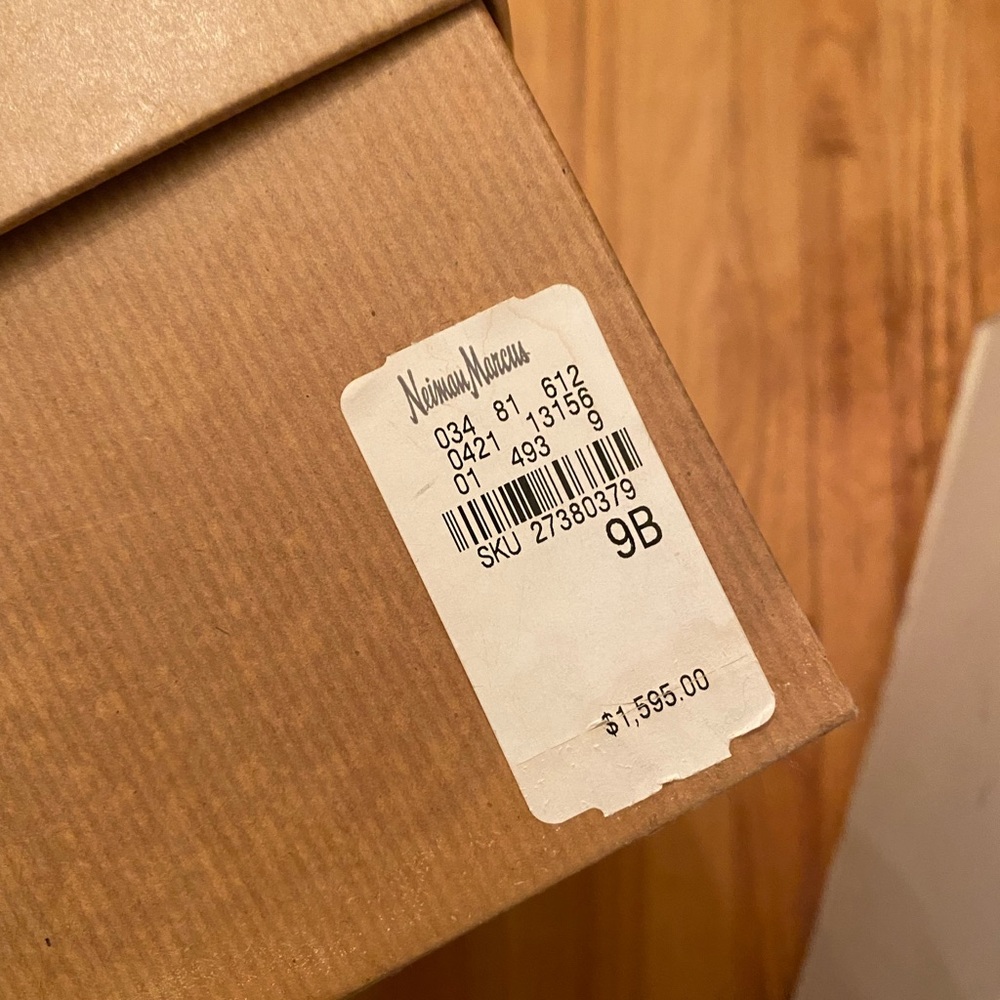 Neiman Marcus
034 81 612
0421 13156
01 493 9
SKU 27380379
9B
$1,595.00